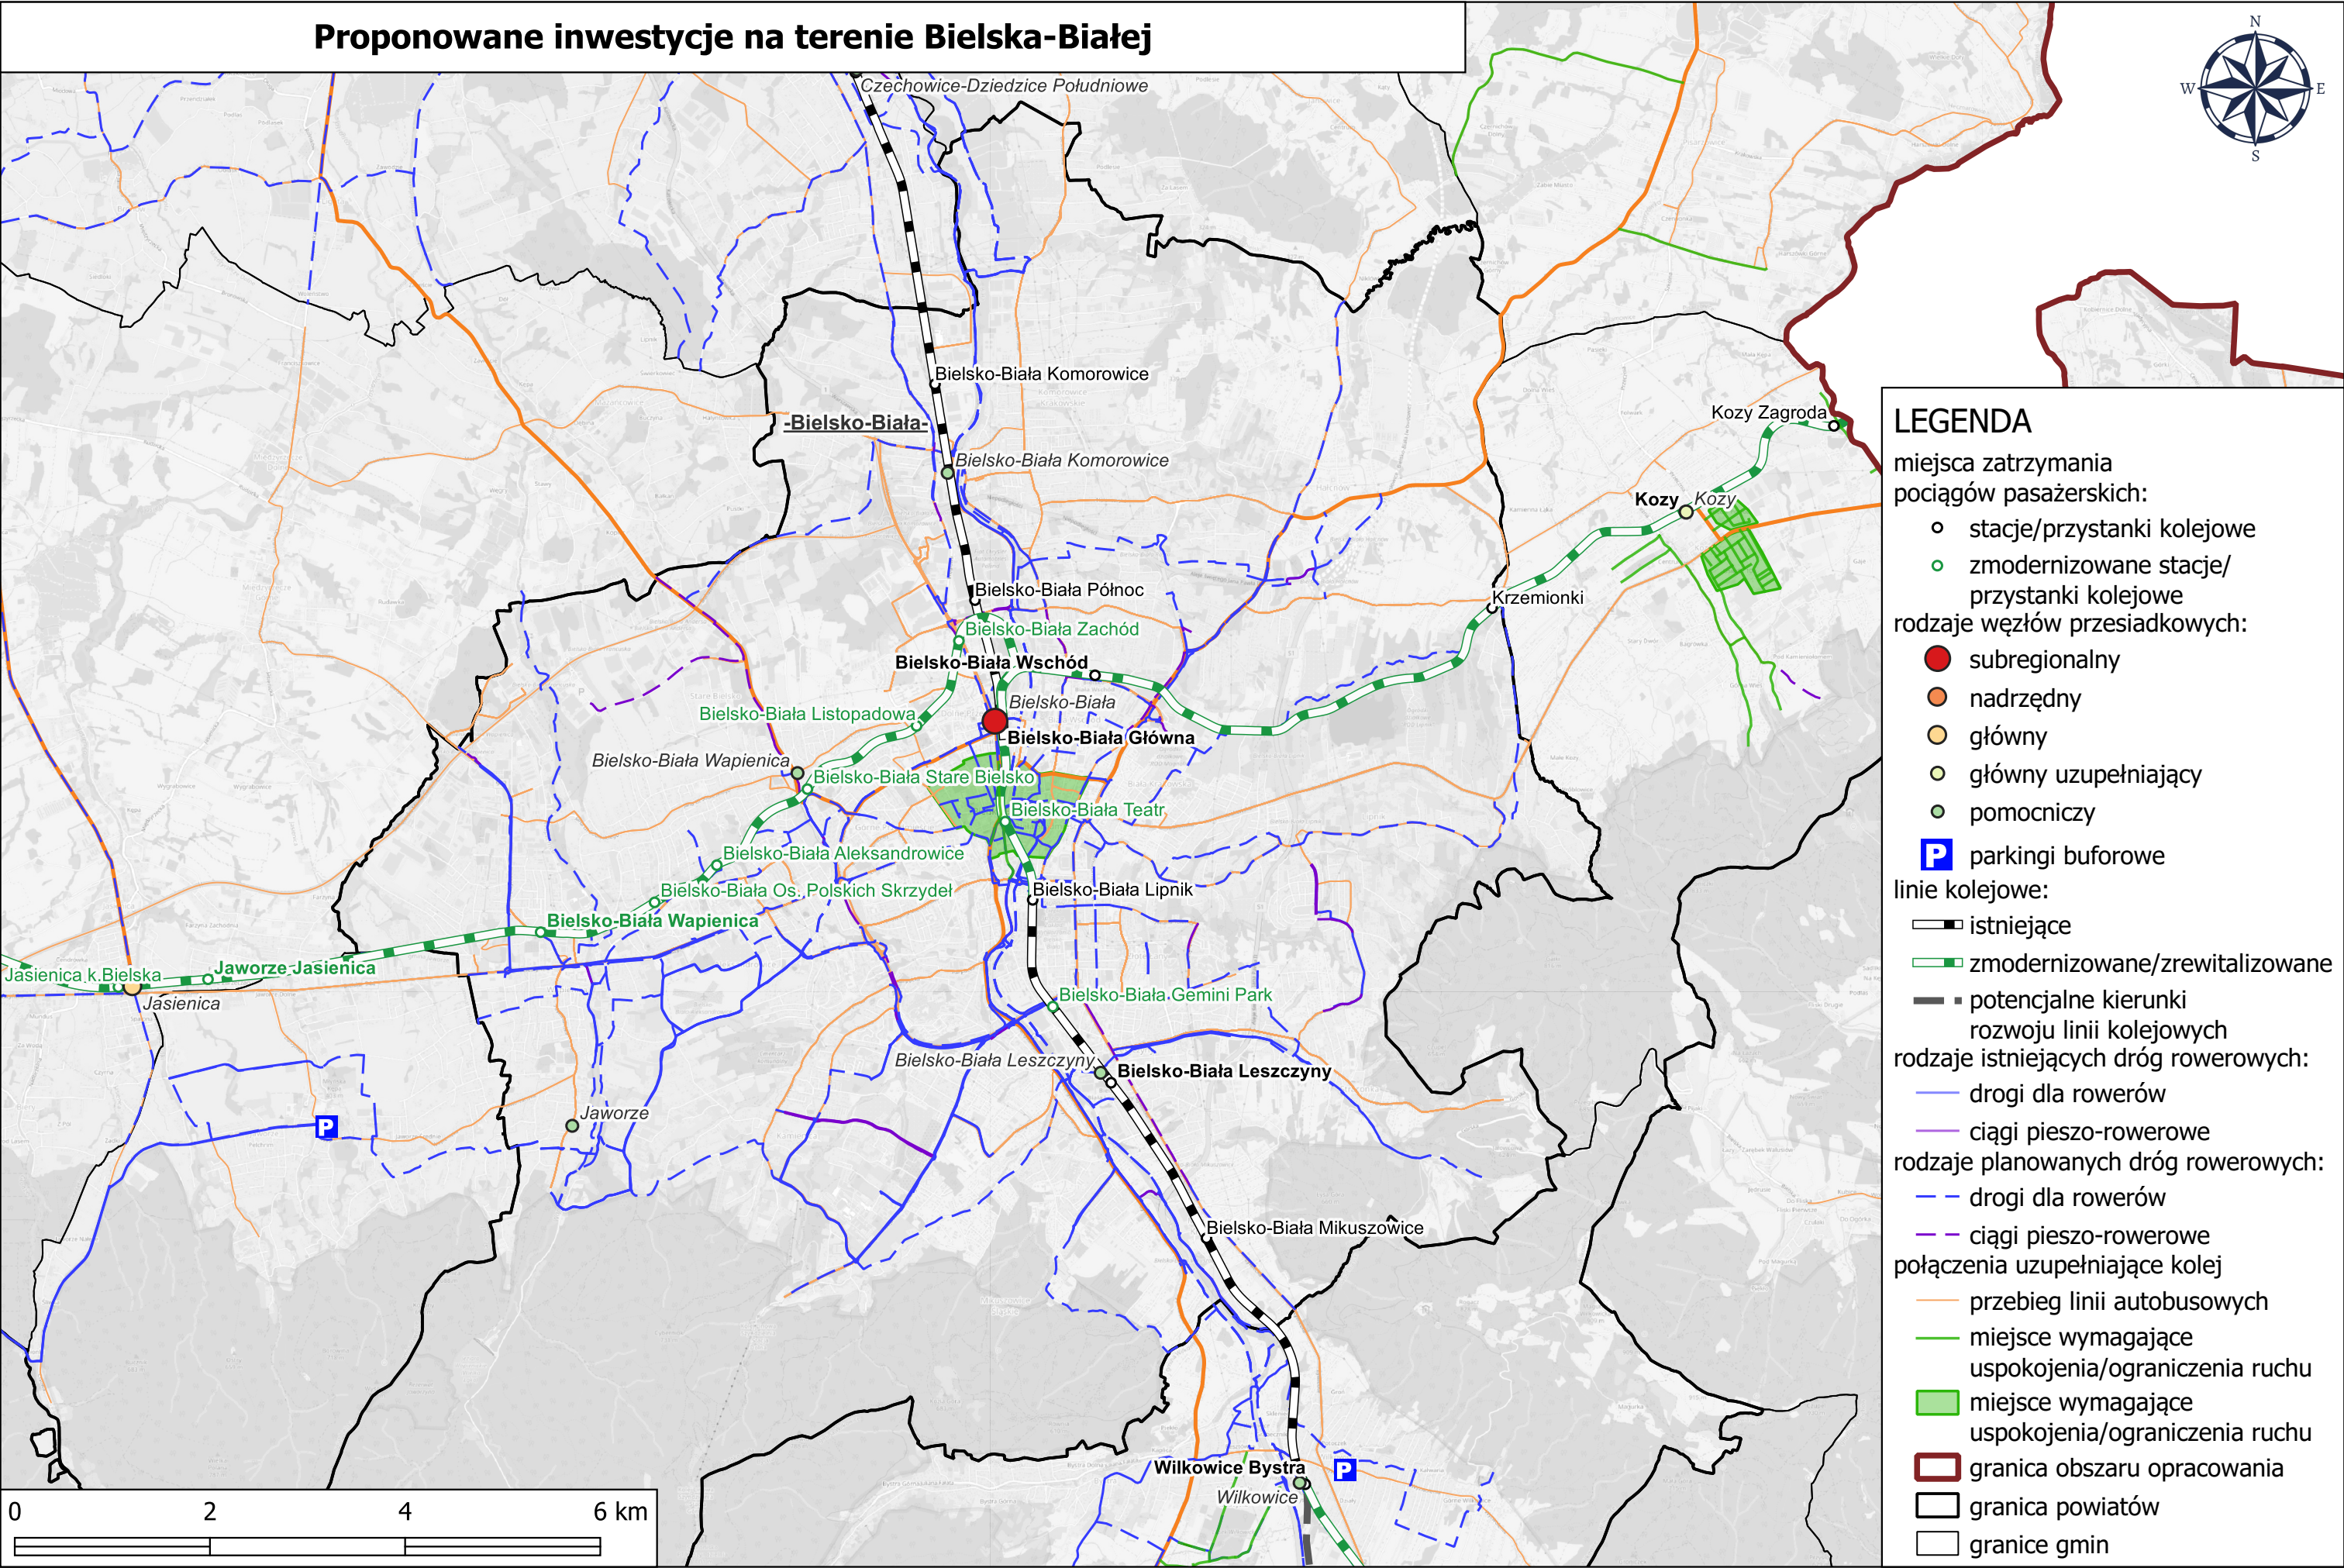 Proponowane inwestycje na terenie Bielska-Białej
N
W
E
S
Czechowice-Dziedzice Południowe
Bielsko-Biała Komorowice
-Bielsko-Biała-
Bielsko-Biała Komorowice
Kozy Zagroda
Kozy
Kozy
Bielsko-Biała Północ
Krzemionki
Bielsko-Biała Zachód
Bielsko-Biała Wschód
Bielsko-Biała
Bielsko-Biała Listopadowa
Bielsko-Biała Główna
Bielsko-Biała Wapienica
Bielsko-Biała Stare Bielsko
Bielsko-Biała Teatr
Bielsko-Biała Aleksandrowice
Bielsko-Biała Os. Polskich Skrzydeł
Bielsko-Biała Lipnik
Bielsko-Biała Wapienica
Jaworze Jasienica
Jasienica k.Bielska
Jasienica
Bielsko-Biała Gemini Park
Bielsko-Biała Leszczyny
Bielsko-Biała Leszczyny
Jaworze
P
Bielsko-Biała Mikuszowice
Wilkowice Bystra
P
Wilkowice
0 2 4 6 km
LEGENDA
miejsca zatrzymania
pociągów pasażerskich:
stacje/przystanki kolejowe
zmodernizowane stacje/
przystanki kolejowe
rodzaje węzłów przesiadkowych:
subregionalny
nadrzędny
główny
główny uzupełniający
pomocniczy
P parkingi buforowe
linie kolejowe:
istniejące
zmodernizowane/zrewitalizowane
potencjalne kierunki
rozwoju linii kolejowych
rodzaje istniejących dróg rowerowych:
drogi dla rowerów
ciągi pieszo-rowerowe
rodzaje planowanych dróg rowerowych:
drogi dla rowerów
ciągi pieszo-rowerowe
połączenia uzupełniające kolej
przebieg linii autobusowych
miejsce wymagające
uspokojenia/ograniczenia ruchu
miejsce wymagające
uspokojenia/ograniczenia ruchu
granica obszaru opracowania
granica powiatów
granice gmin